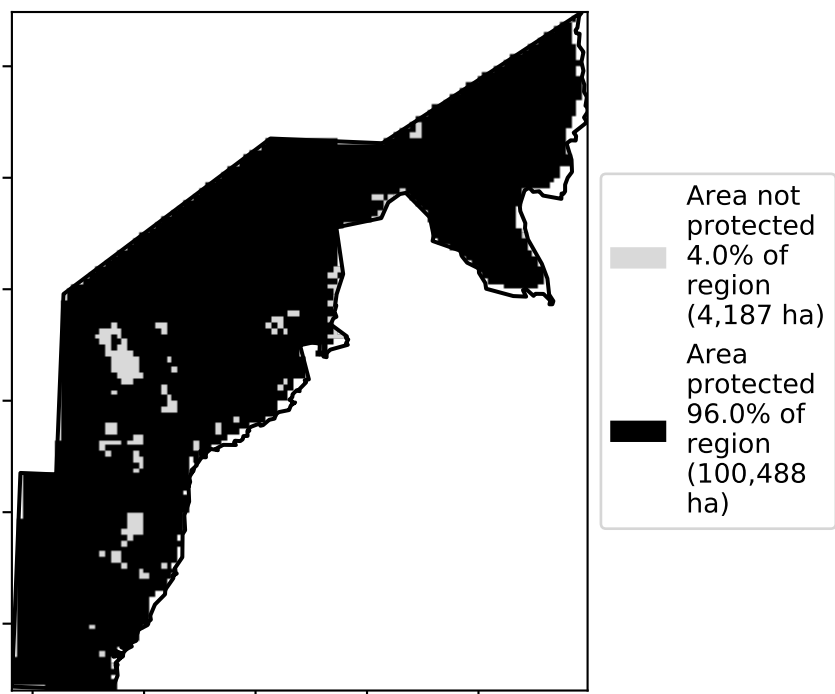 Area not
protected
4.0% of
region
(4,187 ha)
Area
protected
96.0% of
region
(100,488
ha)